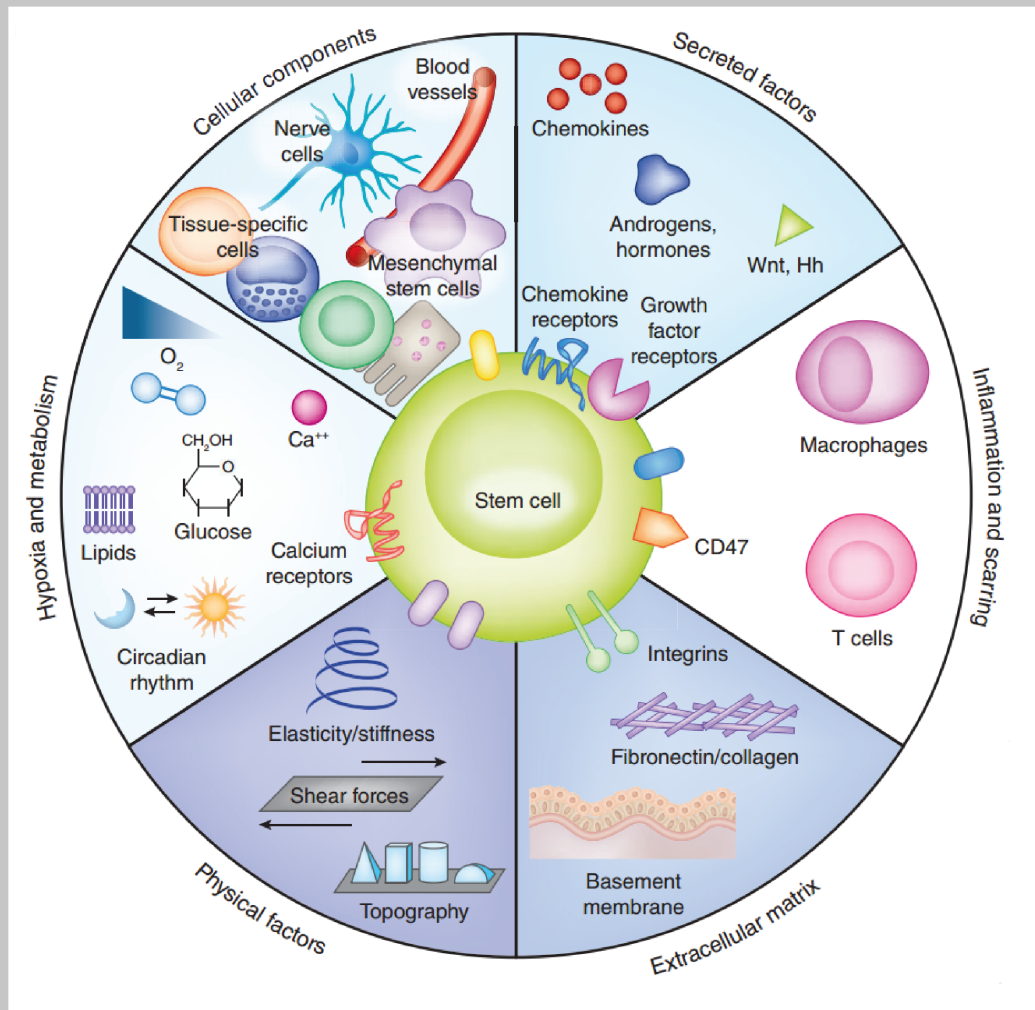 Cellular components
Blood
vessels
Nerve
cells
Tissue-specific
cells
Mesenchymal
stem cells
Secreted factors
Chemokines
Androgens,
hormones
Wnt, Hh
Chemokine
receptors
Growth
factor
receptors
Inflammation and scarring
Macrophages
CD47
T cells
Extracellular matrix
Integrins
Fibronectin/collagen
Basement
membrane
Physical factors
Elasticity/stiffness
Shear forces
Topography
Hypoxia and metabolism
O2
Ca++
CH2OH
O
Glucose
Lipids
Calcium
receptors
Circadian
rhythm
Stem cell